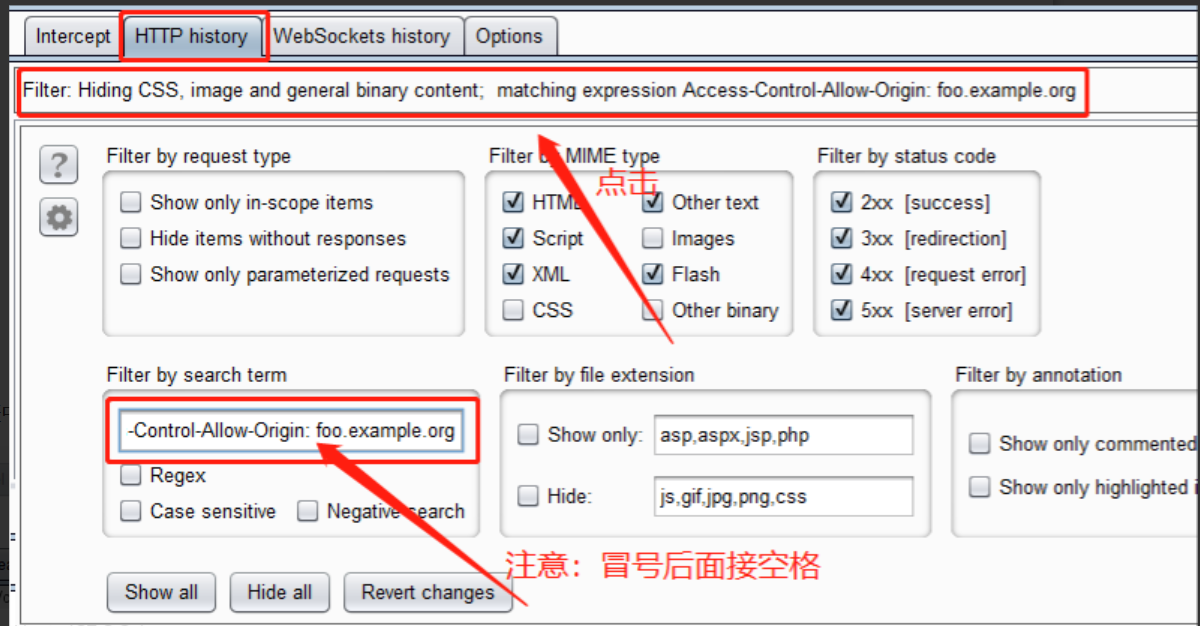 Intercept HTTP history WebSockets history Options
Filter: Hiding CSS, image and general binary content; matching expression Access-Control-Allow-Origin: foo.example.org
?
Filter by request type
Show only in-scope items
Hide items without responses
Show only parameterized requests
Filter by MIME type
点击
HTML Other text
Script Images
XML Flash
CSS Other binary
Filter by status code
2xx [success]
3xx [redirection]
4xx [request error]
5xx [server error]
Filter by search term
-Control-Allow-Origin: foo.example.org
Regex
Case sensitive Negative search
Filter by file extension
Show only: asp,aspx,jsp,php
Hide: js,gif,jpg,png,css
Filter by annotation
Show only commented
Show only highlighted
注意：冒号后面接空格
Show all Hide all Revert changes